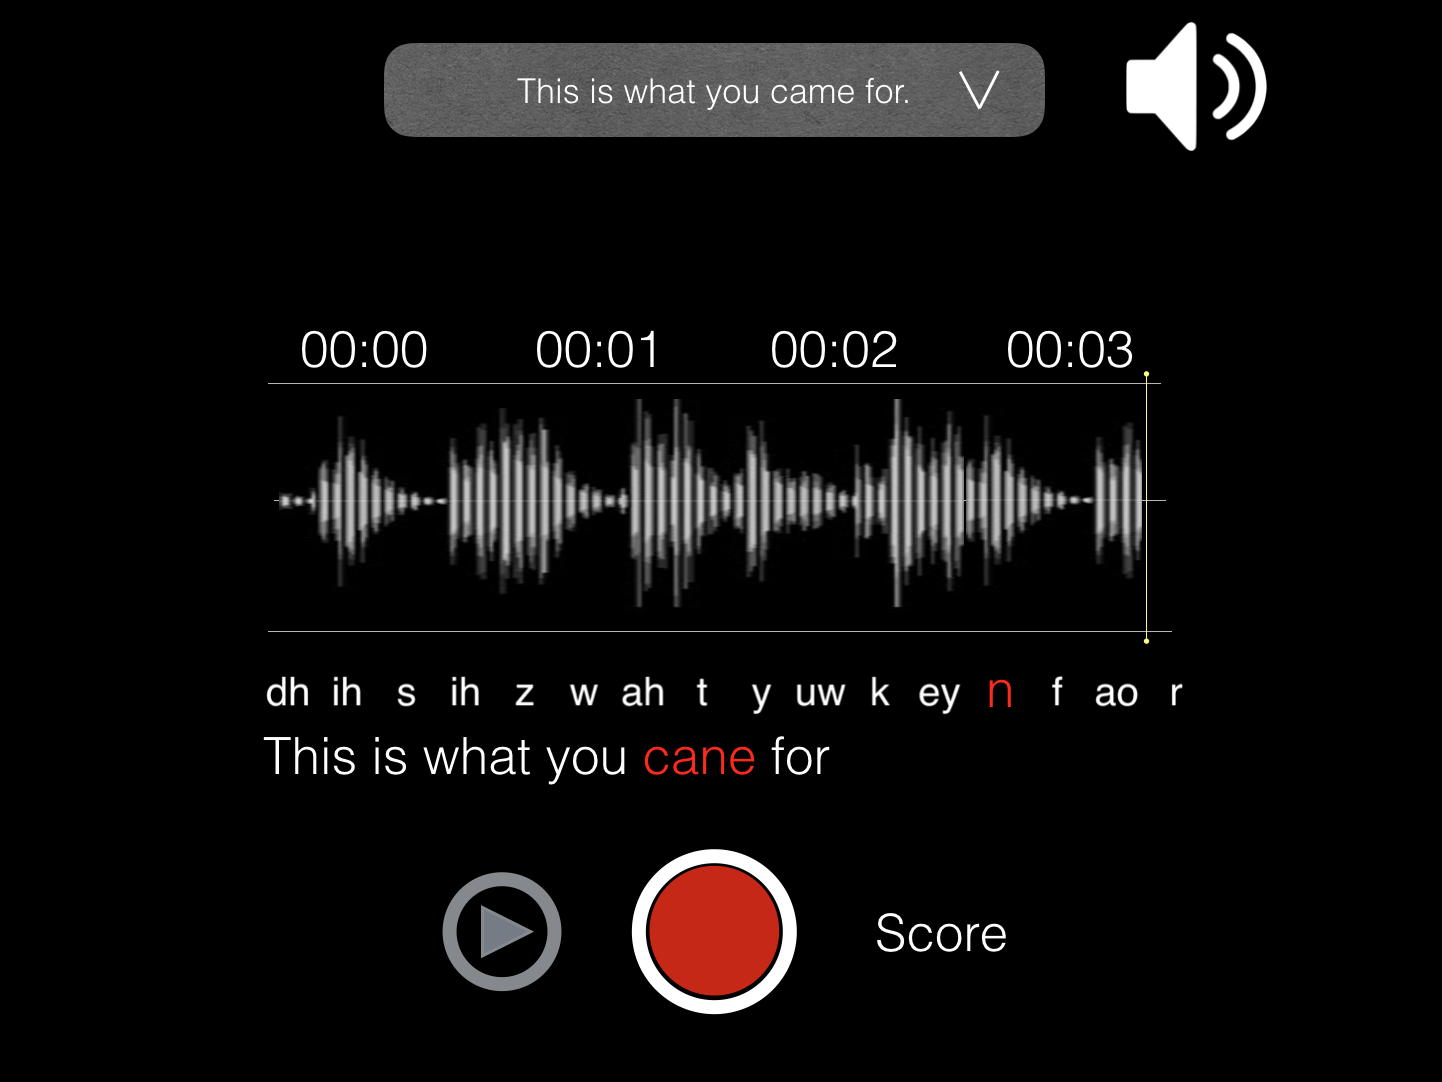 This is what you came for.
00:00 00:01 00:02 00:03
dh ih s ih z w ah t y uw k ey n f ao r
This is what you cane for
Score